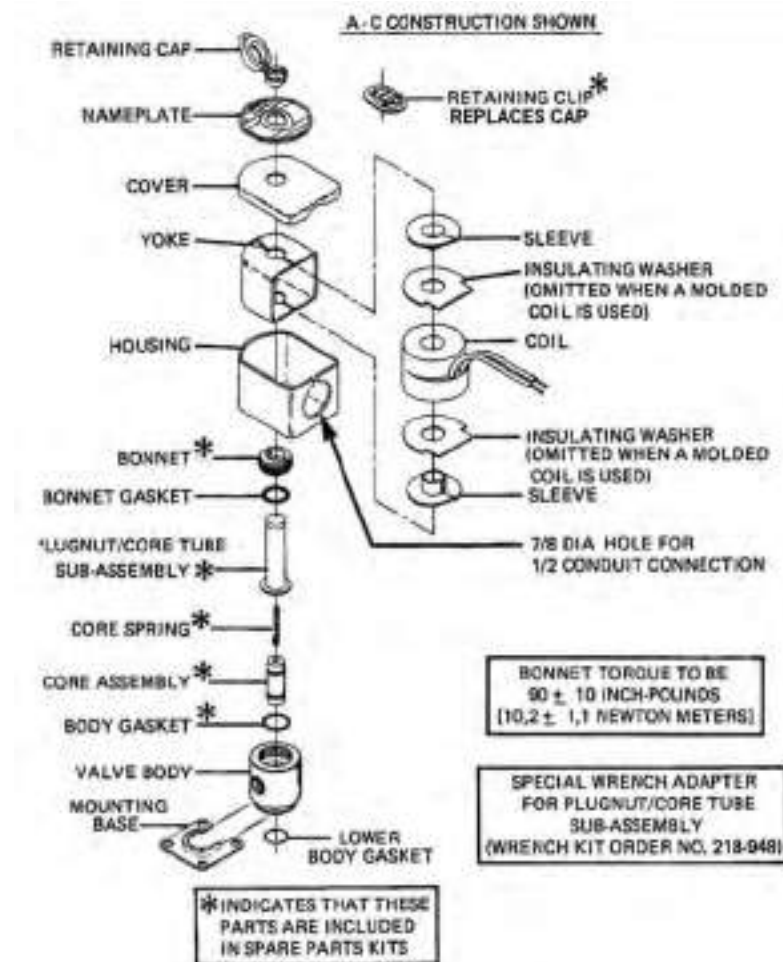 A-C CONSTRUCTION SHOWN
RETAINING CAP
RETAINING CLIP*
REPLACES CAP
NAMEPLATE
COVER
YOKE
SLEEVE
INSULATING WASHER
(OMITTED WHEN A MOLDED
COIL IS USED)
COIL
HOUSING
INSULATING WASHER
(OMITTED WHEN A MOLDED
COIL IS USED)
SLEEVE
BONNET*
BONNET GASKET
*LUGNUT/CORE TUBE
SUB-ASSEMBLY*
7/8 DIA HOLE FOR
1/2 CONDUIT CONNECTION
CORE SPRING*
CORE ASSEMBLY*
BODY GASKET*
VALVE BODY
MOUNTING
BASE
LOWER
BODY GASKET
BONNET TORQUE TO BE
90 ± 10 INCH-POUNDS
[10,2 ± 1,1 NEWTON METERS]
SPECIAL WRENCH ADAPTER
FOR PLUGNUT/CORE TUBE
SUB-ASSEMBLY
(WRENCH KIT ORDER NO. 218-948)
* INDICATES THAT THESE
PARTS ARE INCLUDED
IN SPARE PARTS KITS